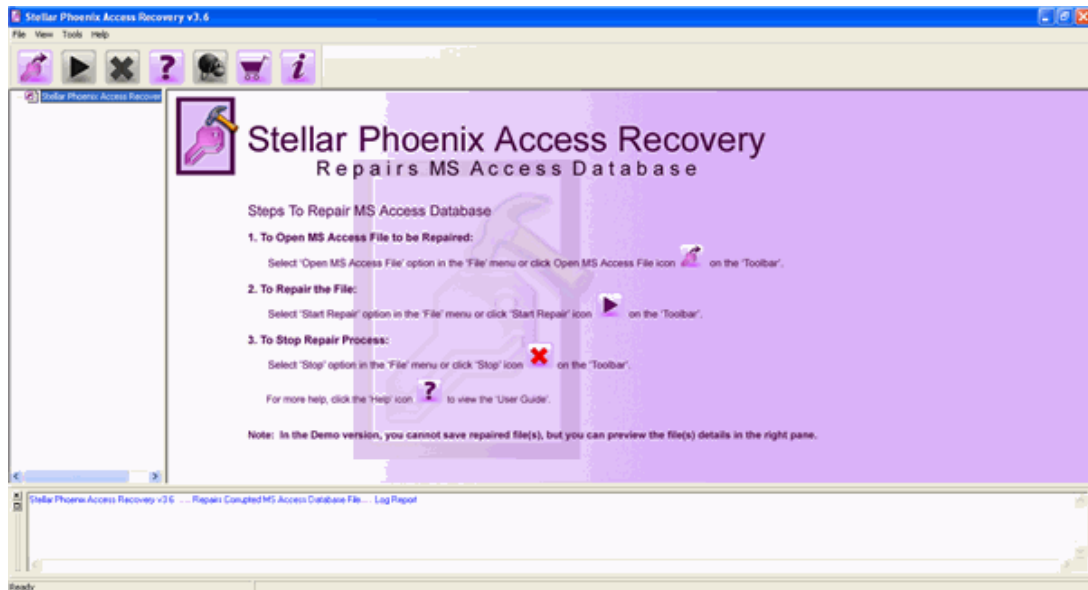 Stellar Phoenix Access Recovery v3.6
File View Tools Help
Stellar Phoenix Access Recover
Stellar Phoenix Access Recovery
Repairs MS Access Database
Steps To Repair MS Access Database
1. To Open MS Access File to be Repaired:
Select 'Open MS Access File' option in the 'File' menu or click Open MS Access File icon on the 'Toolbar'.
2. To Repair the File:
Select 'Start Repair' option in the 'File' menu or click 'Start Repair' icon on the 'Toolbar'.
3. To Stop Repair Process:
Select 'Stop' option in the 'File' menu or click 'Stop' icon on the 'Toolbar'.
For more help, click the 'Help' icon to view the 'User Guide'.
Note: In the Demo version, you cannot save repaired file(s), but you can preview the file(s) details in the right pane.
Stellar Phoenix Access Recovery v3.6 .... Repairs Corrupted MS Access Database File.... Log Report
Ready